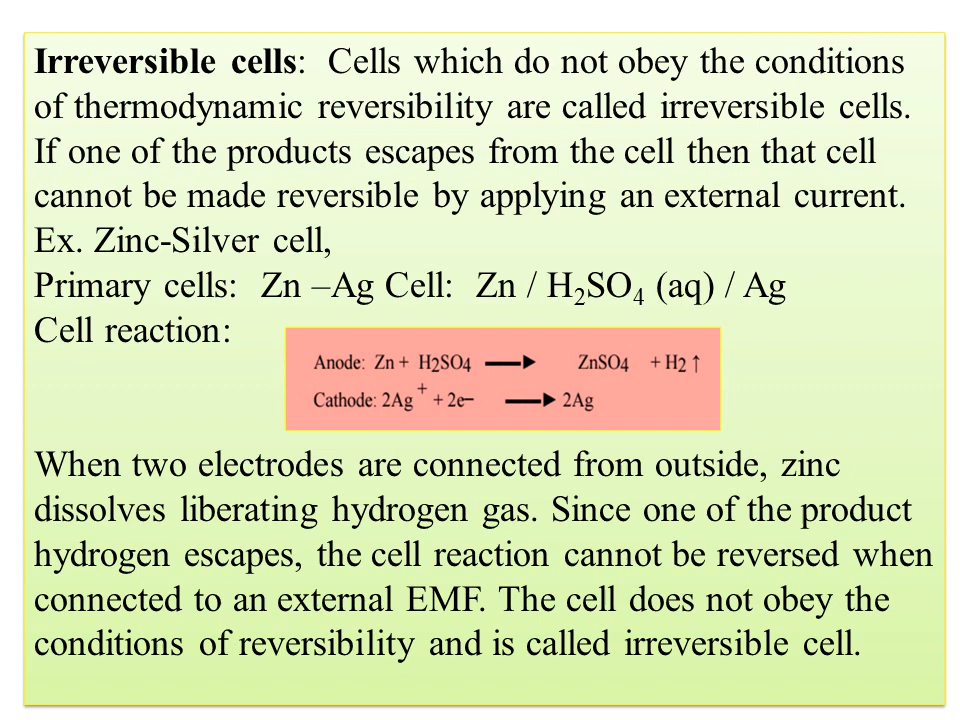 Irreversible cells: Cells which do not obey the conditions
of thermodynamic reversibility are called irreversible cells.
If one of the products escapes from the cell then that cell
cannot be made reversible by applying an external current.
Ex. Zinc-Silver cell,
Primary cells: Zn –Ag Cell: Zn / H₂SO₄ (aq) / Ag
Cell reaction:
Anode: Zn + H2SO4 → ZnSO4 + H2 ↑
Cathode: 2Ag⁺ + 2e− → 2Ag
When two electrodes are connected from outside, zinc
dissolves liberating hydrogen gas. Since one of the product
hydrogen escapes, the cell reaction cannot be reversed when
connected to an external EMF. The cell does not obey the
conditions of reversibility and is called irreversible cell.